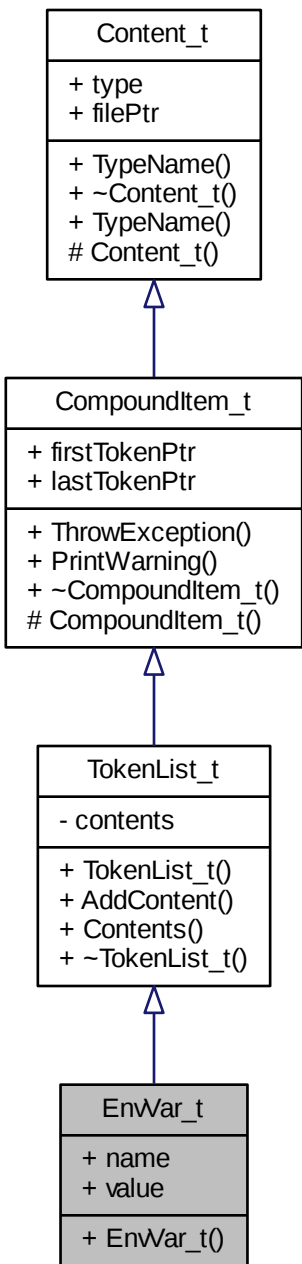 Content_t
+ type
+ filePtr
+ TypeName()
+ ~Content_t()
+ TypeName()
# Content_t()
CompoundItem_t
+ firstTokenPtr
+ lastTokenPtr
+ ThrowException()
+ PrintWarning()
+ ~CompoundItem_t()
# CompoundItem_t()
TokenList_t
- contents
+ TokenList_t()
+ AddContent()
+ Contents()
+ ~TokenList_t()
EnvVar_t
+ name
+ value
+ EnvVar_t()